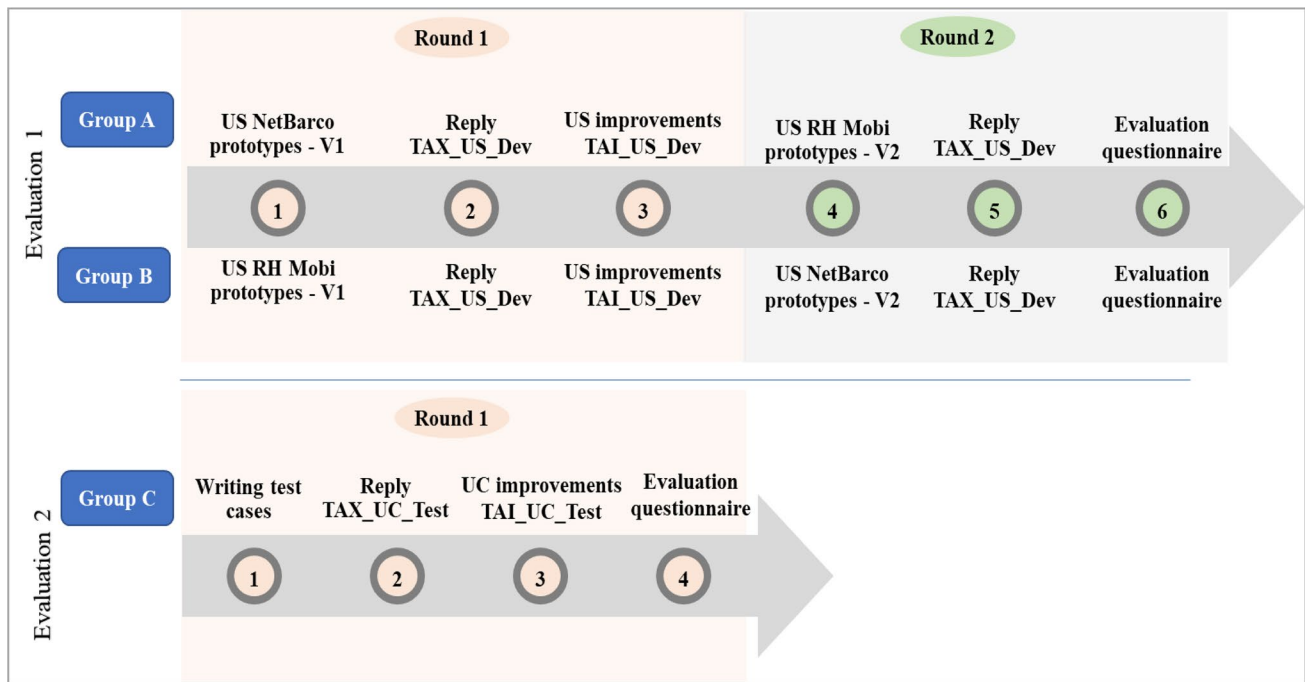 Evaluation 1
Round 1
Round 2
Group A
US NetBarco
prototypes - V1
Reply
TAX_US_Dev
US improvements
TAI_US_Dev
US RH Mobi
prototypes - V2
Reply
TAX_US_Dev
Evaluation
questionnaire
1
2
3
4
5
6
Group B
US RH Mobi
prototypes - V1
Reply
TAX_US_Dev
US improvements
TAI_US_Dev
US NetBarco
prototypes - V2
Reply
TAX_US_Dev
Evaluation
questionnaire
Evaluation 2
Round 1
Group C
Writing test
cases
Reply
TAX_UC_Test
UC improvements
TAI_UC_Test
Evaluation
questionnaire
1
2
3
4